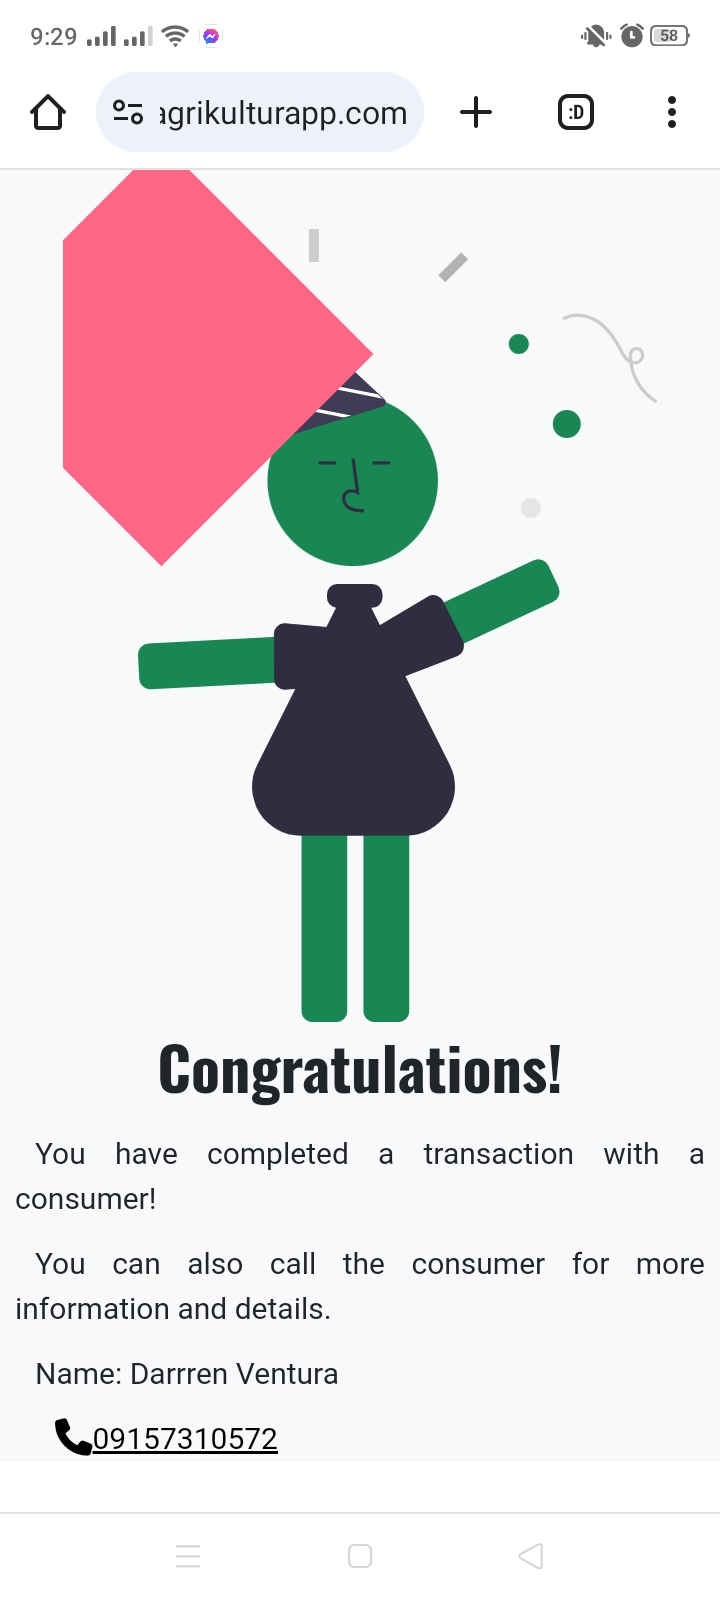 9:29
58
agrikulturapp.com
:D
Congratulations!
You have completed a transaction with a
consumer!
You can also call the consumer for more
information and details.
Name: Darrren Ventura
09157310572